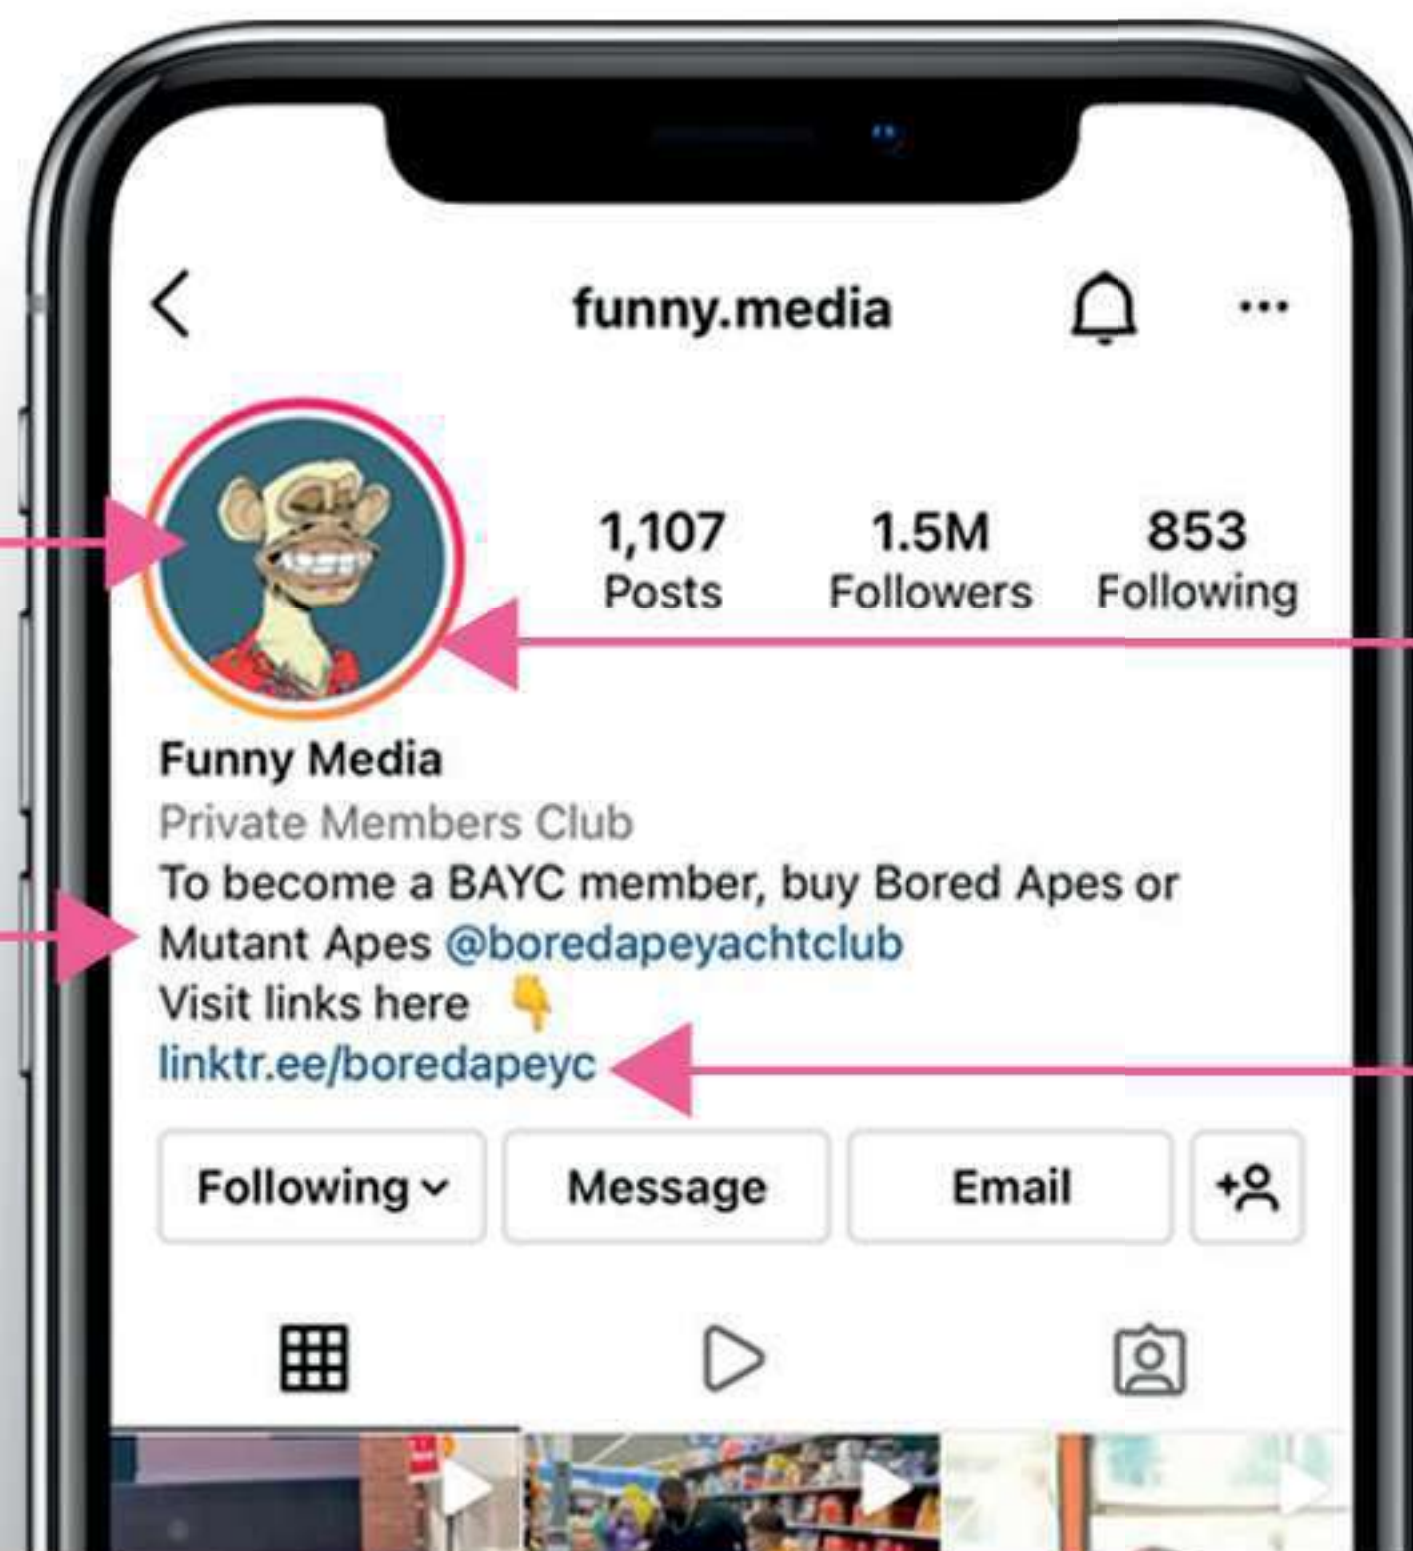 funny.media
1,107
Posts
1.5M
Followers
853
Following
Funny Media
Private Members Club
To become a BAYC member, buy Bored Apes or
Mutant Apes @boredapeyachtclub
Visit links here 👇
linktr.ee/boredapeyc
Following
Message
Email